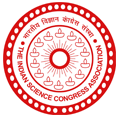 भारतीय विज्ञान कांग्रेस संस्था
THE INDIAN SCIENCE CONGRESS ASSOCIATION